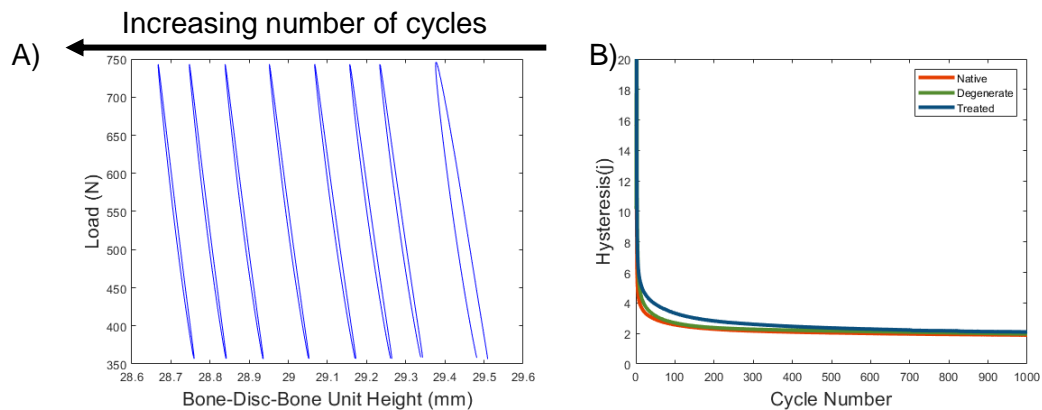 Increasing number of cycles
A)
750
700
650
600
550
500
450
400
350
Load (N)
28.6 28.7 28.8 28.9 29 29.1 29.2 29.3 29.4 29.5 29.6
Bone-Disc-Bone Unit Height (mm)
B)
20
18
16
14
12
10
8
6
4
2
0
Hysteresis(j)
Native
Degenerate
Treated
0 100 200 300 400 500 600 700 800 900 1000
Cycle Number